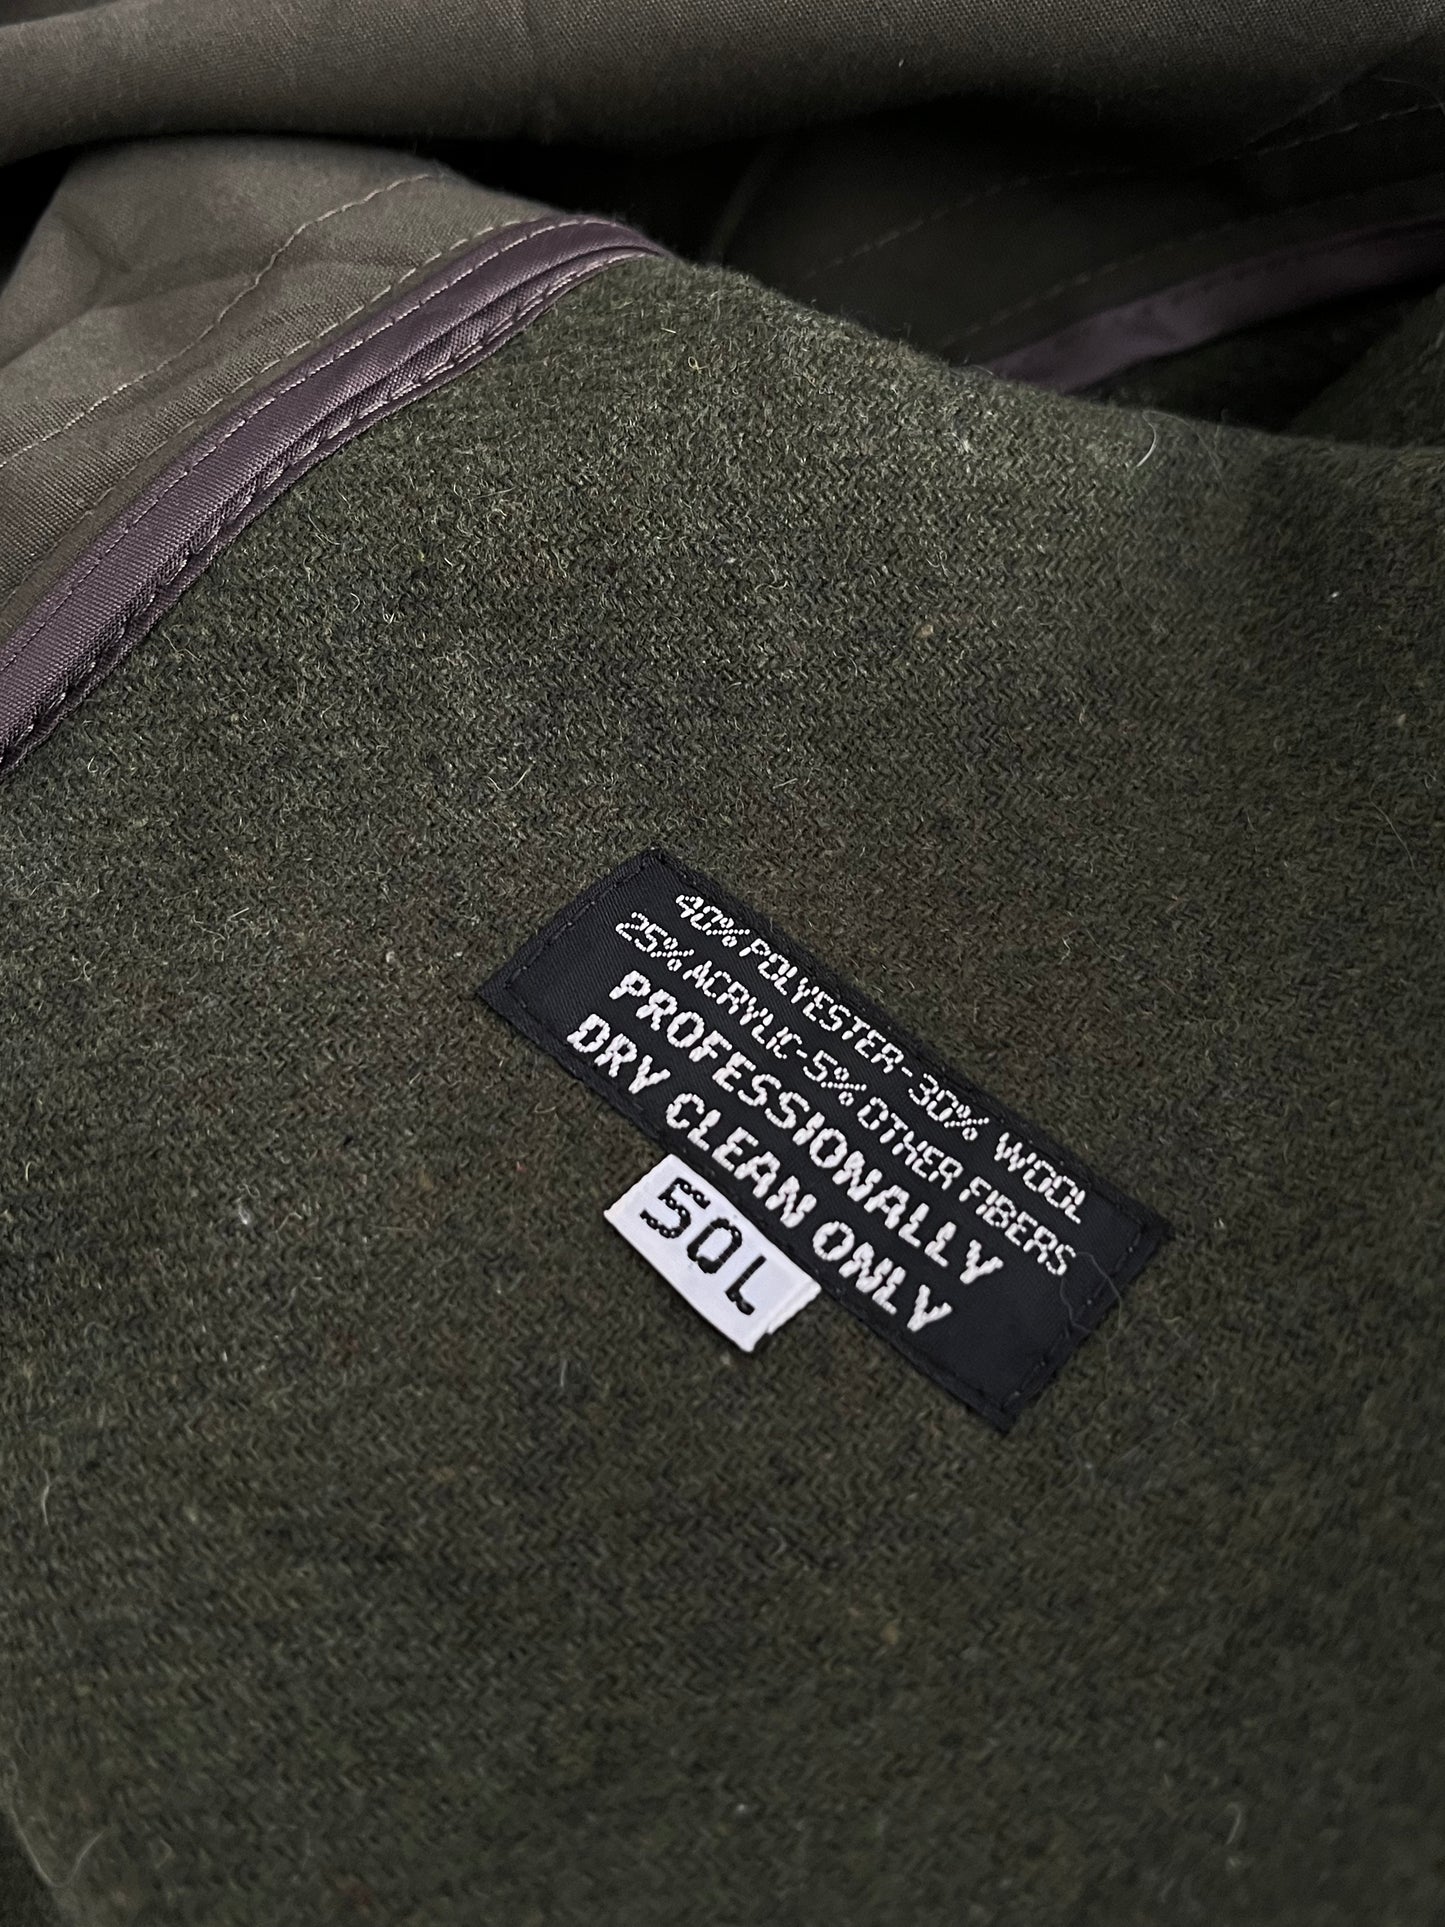 40% POLYESTER-30% WOOL
25% ACRYLIC-5% OTHER FIBERS
PROFESSIONALLY
DRY CLEAN ONLY
50L